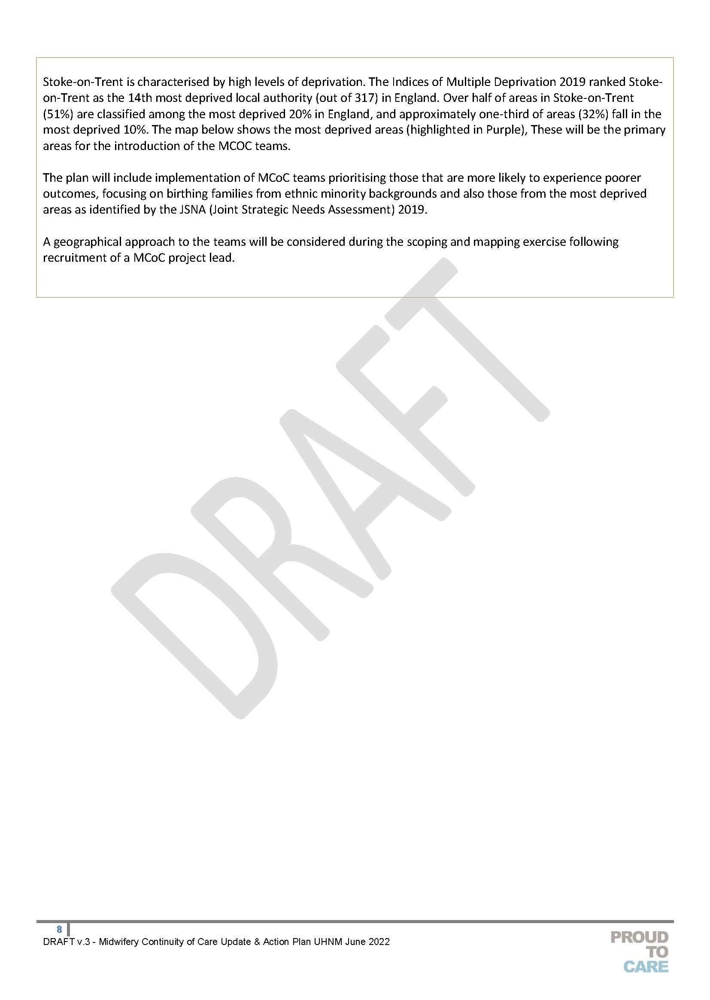 Stoke-on-Trent is characterised by high levels of deprivation. The Indices of Multiple Deprivation 2019 ranked Stoke-
on-Trent as the 14th most deprived local authority (out of 317) in England. Over half of areas in Stoke-on-Trent
(51%) are classified among the most deprived 20% in England, and approximately one-third of areas (32%) fall in the
most deprived 10%. The map below shows the most deprived areas (highlighted in Purple), These will be the primary
areas for the introduction of the MCOC teams.
The plan will include implementation of MCoC teams prioritising those that are more likely to experience poorer
outcomes, focusing on birthing families from ethnic minority backgrounds and also those from the most deprived
areas as identified by the JSNA (Joint Strategic Needs Assessment) 2019.
A geographical approach to the teams will be considered during the scoping and mapping exercise following
recruitment of a MCoC project lead.
DRAFT
8
DRAFT v.3 - Midwifery Continuity of Care Update & Action Plan UHNM June 2022
PROUD
TO
CARE